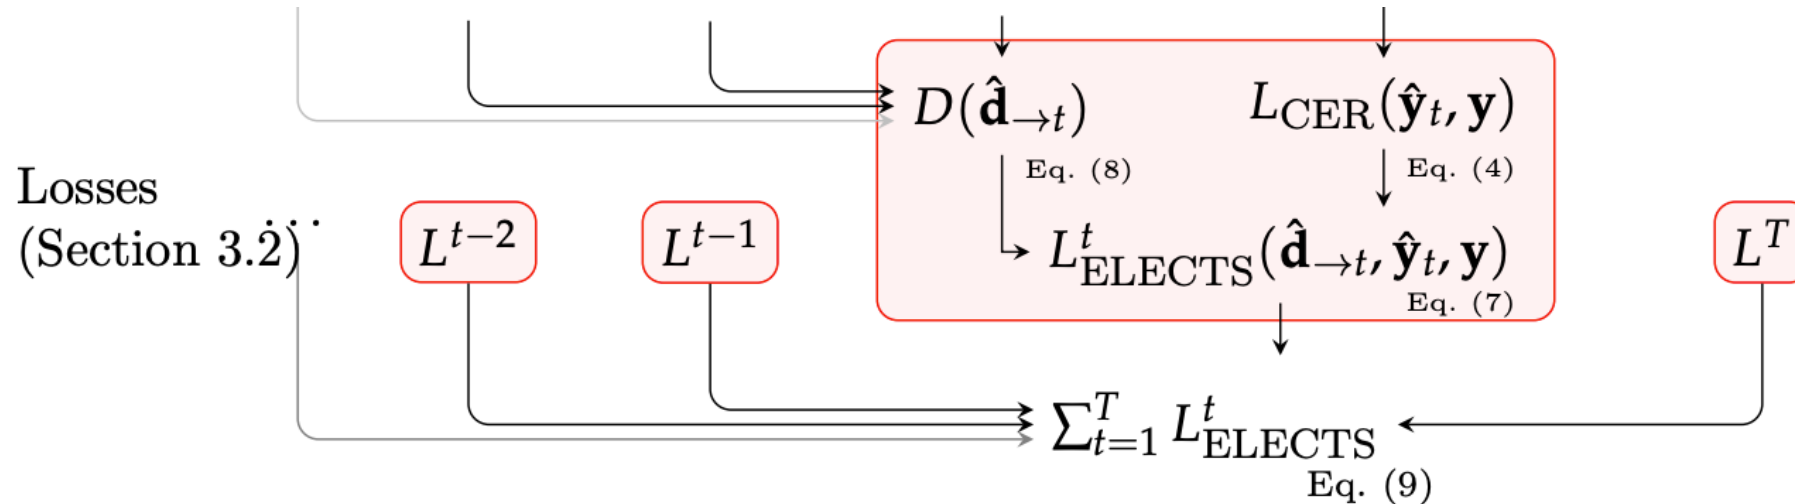 D(d̂→t)
L_CER(ŷ_t, y)
Eq. (8)
Eq. (4)
Losses
(Section 3.2)
...
L^{t−2}
L^{t−1}
L^t_ELECTS(d̂→t, ŷ_t, y)
L^T
Eq. (7)
∑_{t=1}^T L^t_ELECTS
Eq. (9)